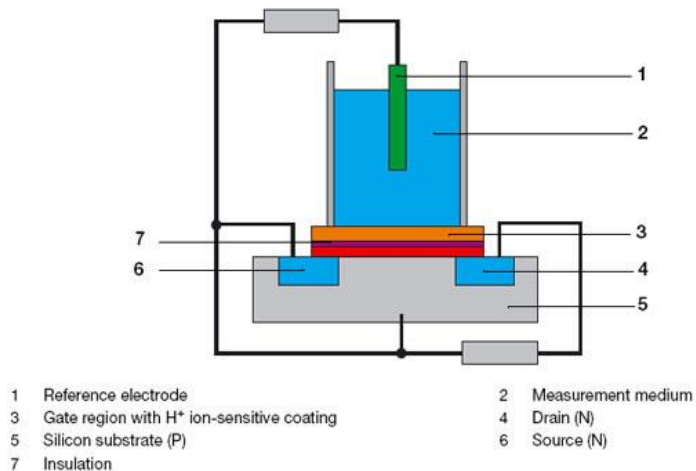 1
2
3
7
6
4
5
1 Reference electrode
2 Measurement medium
3 Gate region with H⁺ ion-sensitive coating
4 Drain (N)
5 Silicon substrate (P)
6 Source (N)
7 Insulation